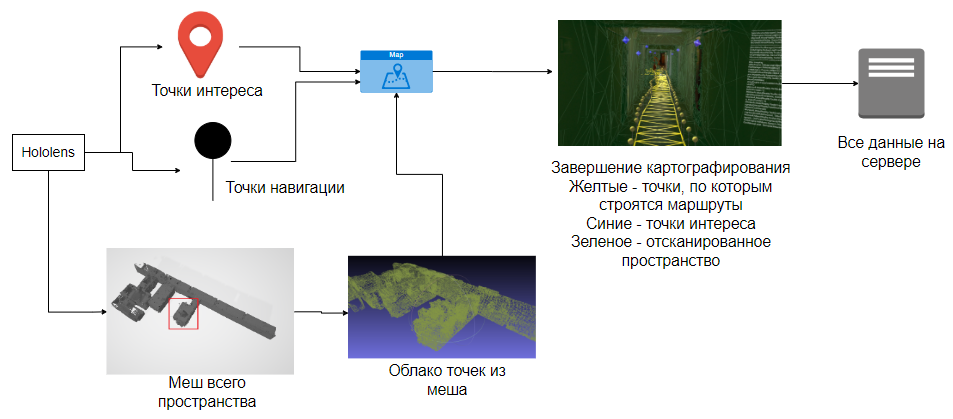 Точки интереса
Map
Hololens
Точки навигации
Завершение картографирования
Желтые - точки, по которым
строятся маршруты
Синие - точки интереса
Зеленое - отсканированное
пространство
Все данные на
сервере
Меш всего
пространства
Облако точек из
меша